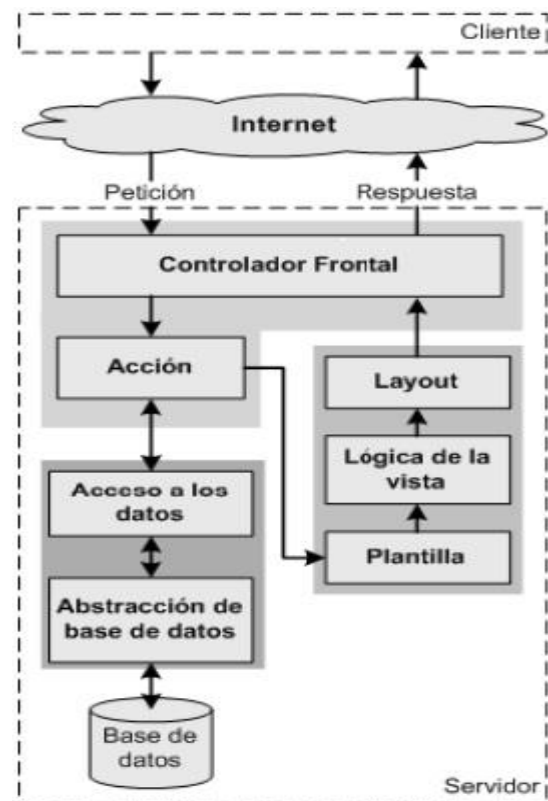 Cliente
Internet
Petición
Respuesta
Controlador Frontal
Acción
Layout
Lógica de la
vista
Plantilla
Acceso a los
datos
Abstracción de
base de datos
Base de
datos
Servidor